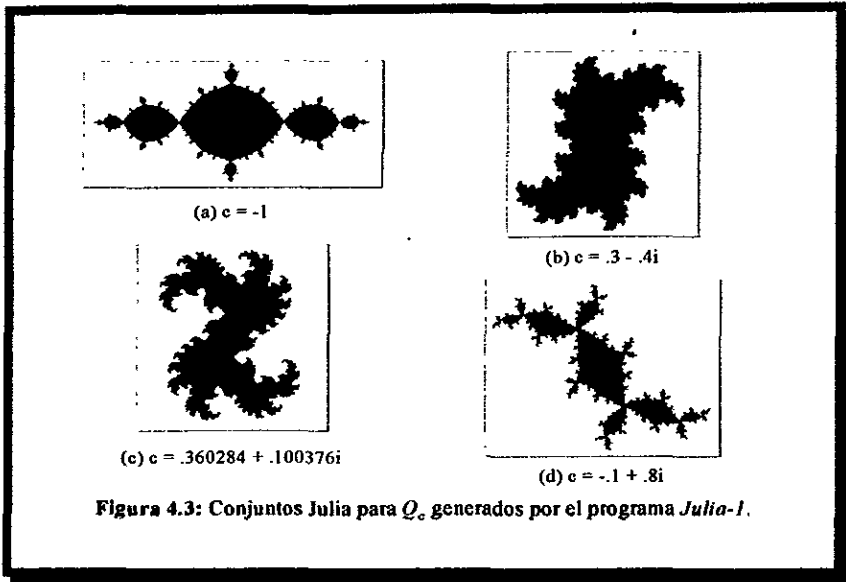 (a) c = -1
(b) c = .3 - .4i
(c) c = .360284 + .100376i
(d) c = -.1 + .8i
Figura 4.3: Conjuntos Julia para Qc generados por el programa Julia-1.